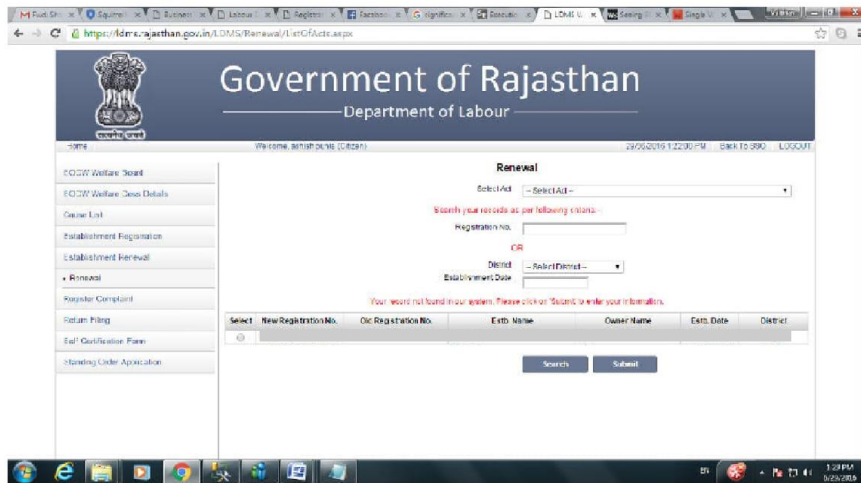 https://ldms.rajasthan.gov.in/LDMS/Renewal/ListOfActs.aspx
Government of Rajasthan
Department of Labour
Home
Welcome, (Citizen)
1:22:00 PM Back To SSO LOGOUT
BOCW Welfare Board
BOCW Welfare Cess Details
Cause List
Establishment Registration
Establishment Renewal
Renewal
Register Complaint
Return Filing
Self Certification Form
Standing Order Application
Renewal
Select Act -- Select Act --
Search your records as per following criteria:-
Registration No.
OR
District -- Select District --
Establishment Date
Your record not found in our system. Please click on 'Submit' to enter your information.
Select New Registration No. Old Registration No. Estb. Name Owner Name Estb. Date District
Search Submit
EN
1:23 PM